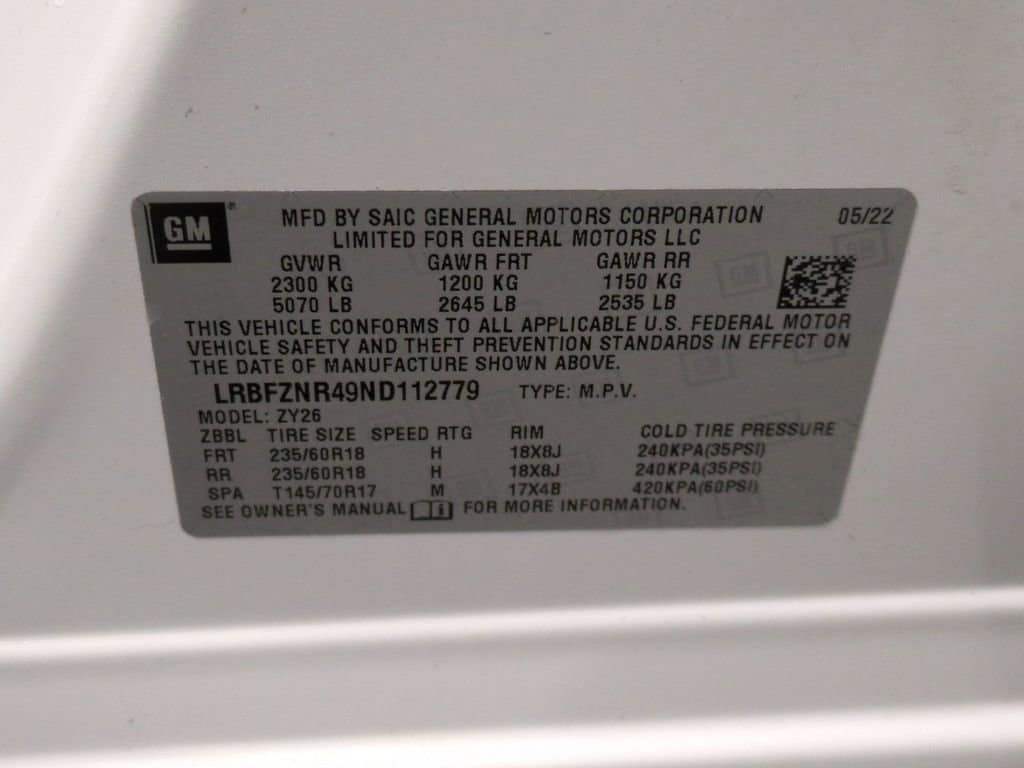 GM ® MFD BY SAIC GENERAL MOTORS CORPORATION 05/22
LIMITED FOR GENERAL MOTORS LLC
GVWR GAWR FRT GAWR RR
2300 KG 1200 KG 1150 KG
5070 LB 2645 LB 2535 LB
THIS VEHICLE CONFORMS TO ALL APPLICABLE U.S. FEDERAL MOTOR
VEHICLE SAFETY AND THEFT PREVENTION STANDARDS IN EFFECT ON
THE DATE OF MANUFACTURE SHOWN ABOVE.
LRBFZNR49ND112779 TYPE: M.P.V.
MODEL: ZY26
ZBBL TIRE SIZE SPEED RTG RIM COLD TIRE PRESSURE
FRT 235/60R18 H 18X8J 240KPA(35PSI)
RR 235/60R18 H 18X8J 240KPA(35PSI)
SPA T145/70R17 M 17X4B 420KPA(60PSI)
SEE OWNER'S MANUAL i FOR MORE INFORMATION.